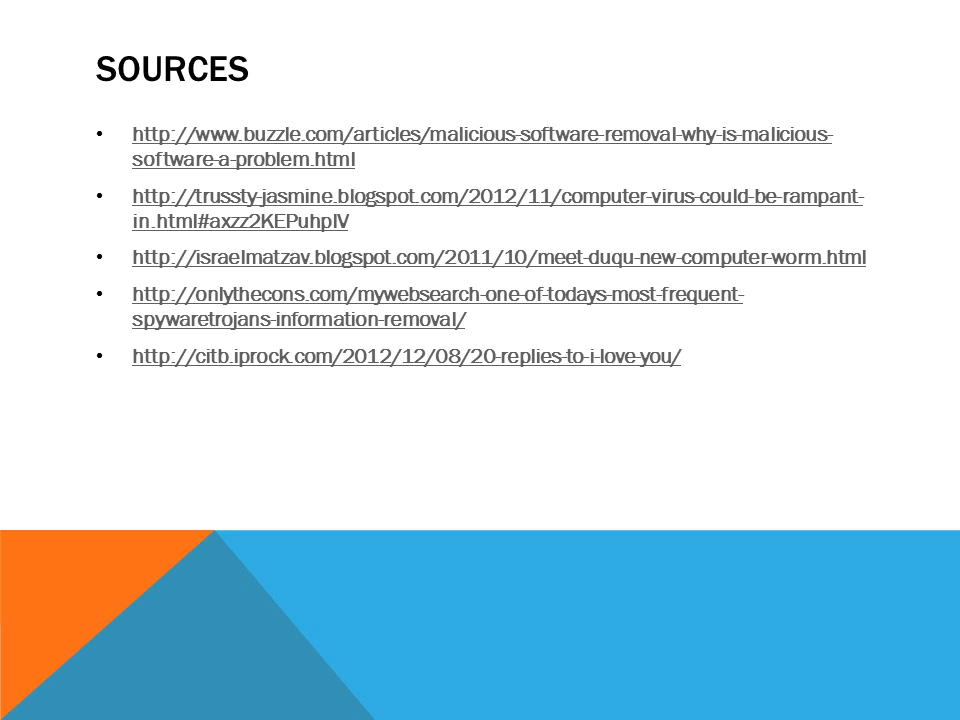 SOURCES
• http://www.buzzle.com/articles/malicious-software-removal-why-is-malicious-
software-a-problem.html
• http://trussty-jasmine.blogspot.com/2012/11/computer-virus-could-be-rampant-
in.html#axzz2KEPuhpIV
• http://israelmatzav.blogspot.com/2011/10/meet-duqu-new-computer-worm.html
• http://onlythecons.com/mywebsearch-one-of-todays-most-frequent-
spywaretrojans-information-removal/
• http://citb.iprock.com/2012/12/08/20-replies-to-i-love-you/